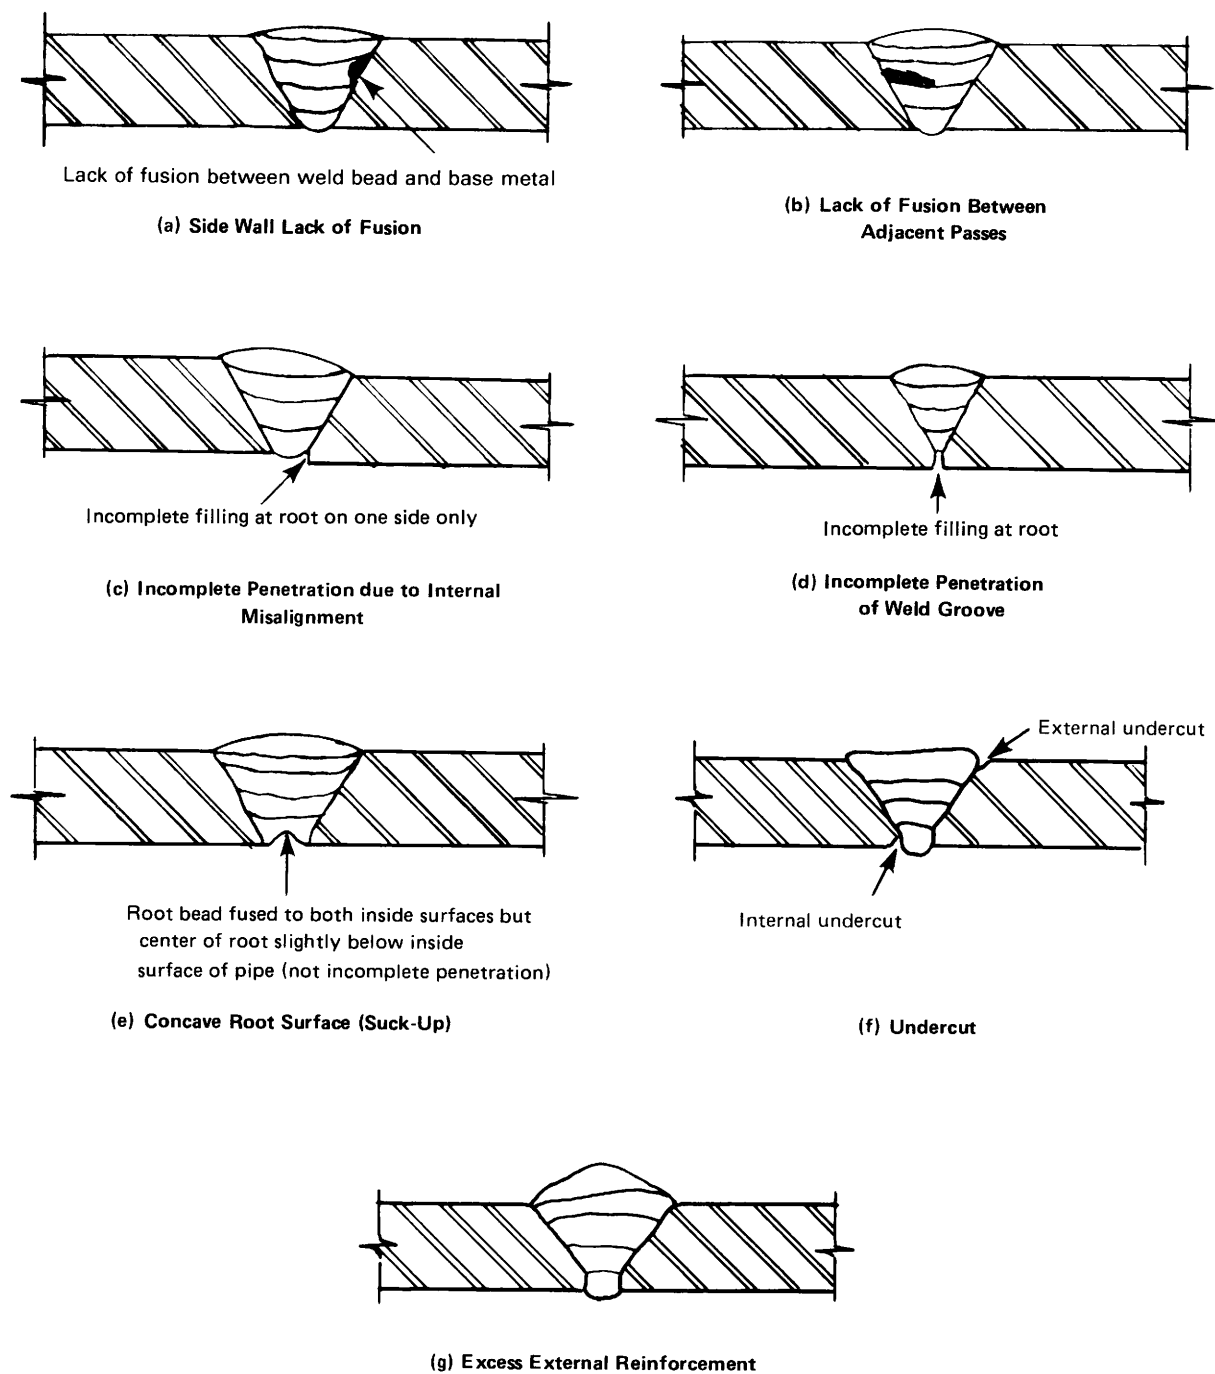 Lack of fusion between weld bead and base metal
(a) Side Wall Lack of Fusion
(b) Lack of Fusion Between
Adjacent Passes
Incomplete filling at root on one side only
(c) Incomplete Penetration due to Internal
Misalignment
Incomplete filling at root
(d) Incomplete Penetration
of Weld Groove
Root bead fused to both inside surfaces but
center of root slightly below inside
surface of pipe (not incomplete penetration)
(e) Concave Root Surface (Suck-Up)
External undercut
Internal undercut
(f) Undercut
(g) Excess External Reinforcement